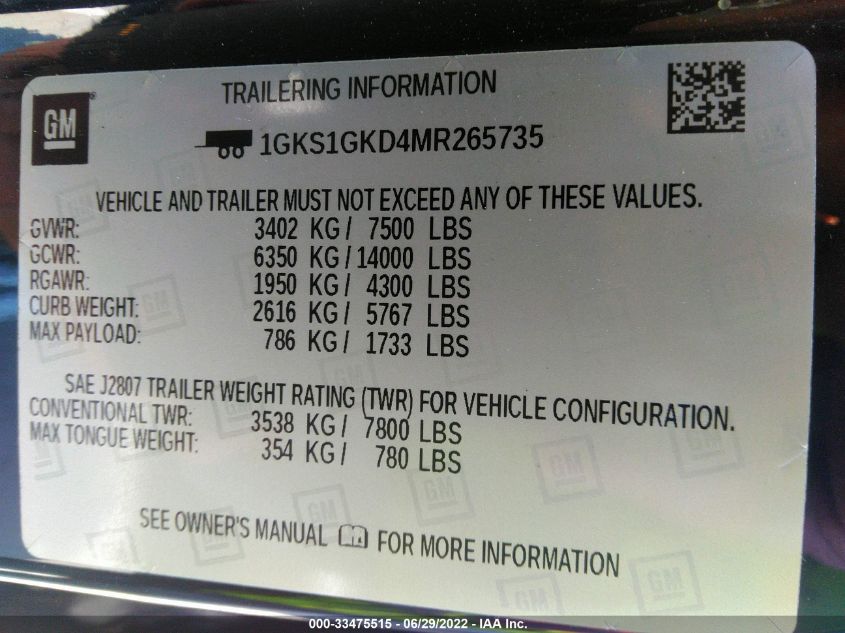 TRAILERING INFORMATION
GM
®
1GKS1GKD4MR265735
VEHICLE AND TRAILER MUST NOT EXCEED ANY OF THESE VALUES.
GVWR: 3402 KG/ 7500 LBS
GCWR: 6350 KG/14000 LBS
RGAWR: 1950 KG/ 4300 LBS
CURB WEIGHT: 2616 KG/ 5767 LBS
MAX PAYLOAD: 786 KG/ 1733 LBS
SAE J2807 TRAILER WEIGHT RATING (TWR) FOR VEHICLE CONFIGURATION.
CONVENTIONAL TWR: 3538 KG/ 7800 LBS
MAX TONGUE WEIGHT: 354 KG/ 780 LBS
SEE OWNER'S MANUAL FOR MORE INFORMATION
000-33475515 - 06/29/2022 - IAA Inc.